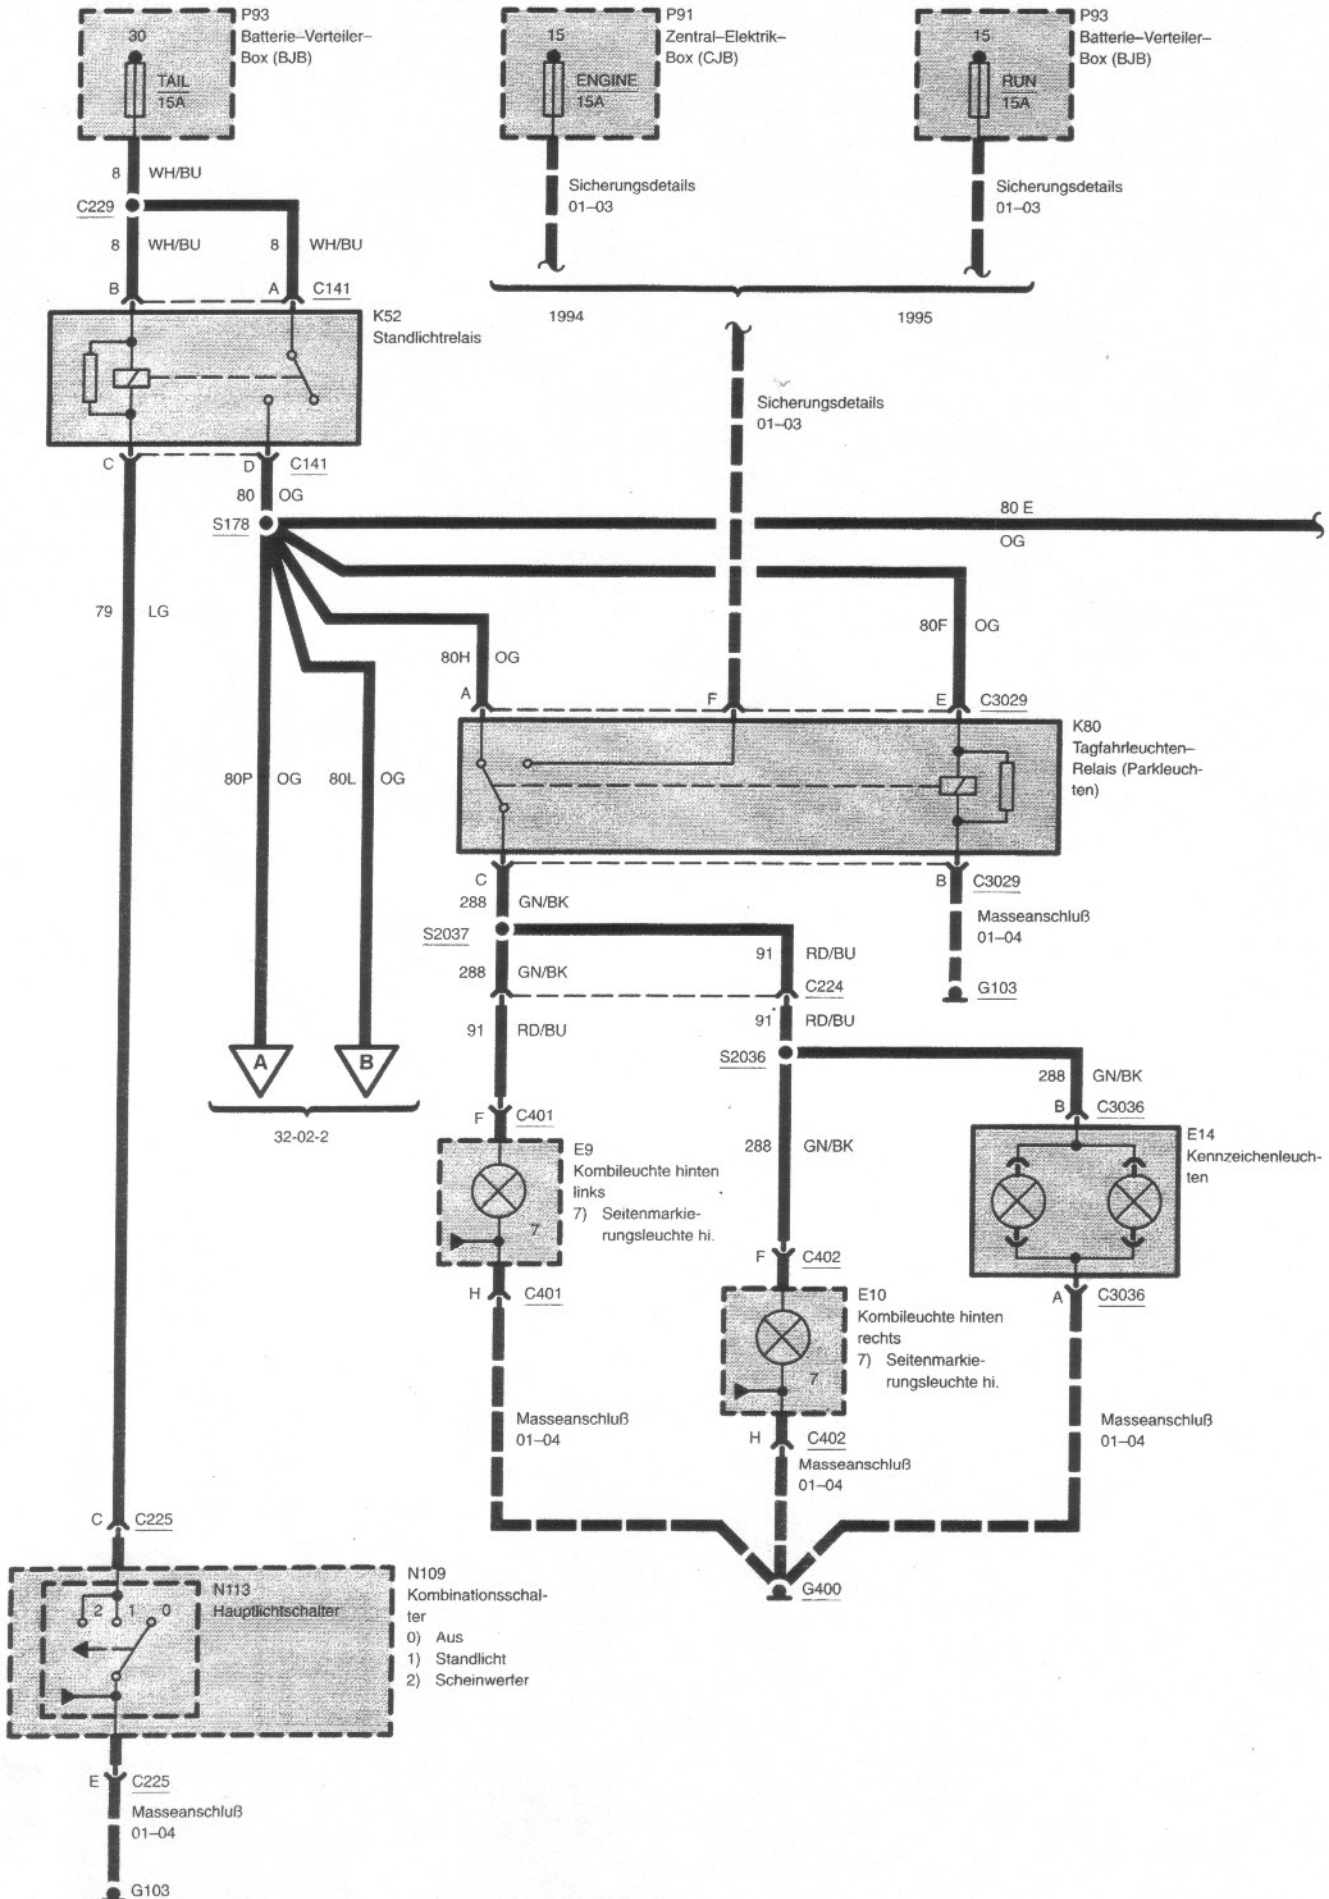 P93
Batterie–Verteiler–
Box (BJB)
30
TAIL
15A
P91
Zentral–Elektrik–
Box (CJB)
15
ENGINE
15A
P93
Batterie–Verteiler–
Box (BJB)
15
RUN
15A
8 WH/BU
C229
8 WH/BU
8 WH/BU
Sicherungsdetails
01–03
Sicherungsdetails
01–03
B
A
C141
K52
Standlichtrelais
1994
1995
Sicherungsdetails
01–03
C
D
C141
80 OG
S178
80 E
OG
79 LG
80H OG
80F OG
A
F
E
C3029
K80
Tagfahrleuchten–
Relais (Parkleuch-
ten)
80P OG
80L OG
C
288 GN/BK
B
C3029
Masseanschluß
01–04
G103
S2037
288 GN/BK
91 RD/BU
C224
91 RD/BU
91 RD/BU
S2036
288 GN/BK
A
B
32-02-2
F
C401
E9
Kombileuchte hinten
links
7) Seitenmarkie-
rungsleuchte hi.
7
H
C401
288 GN/BK
B
C3036
E14
Kennzeichenleuch-
ten
A
C3036
F
C402
E10
Kombileuchte hinten
rechts
7) Seitenmarkie-
rungsleuchte hi.
7
H
C402
Masseanschluß
01–04
Masseanschluß
01–04
Masseanschluß
01–04
G400
C
C225
N109
Kombinationsschal-
ter
0) Aus
1) Standlicht
2) Scheinwerfer
N113
Hauptlichtschalter
2 1 0
E
C225
Masseanschluß
01–04
G103